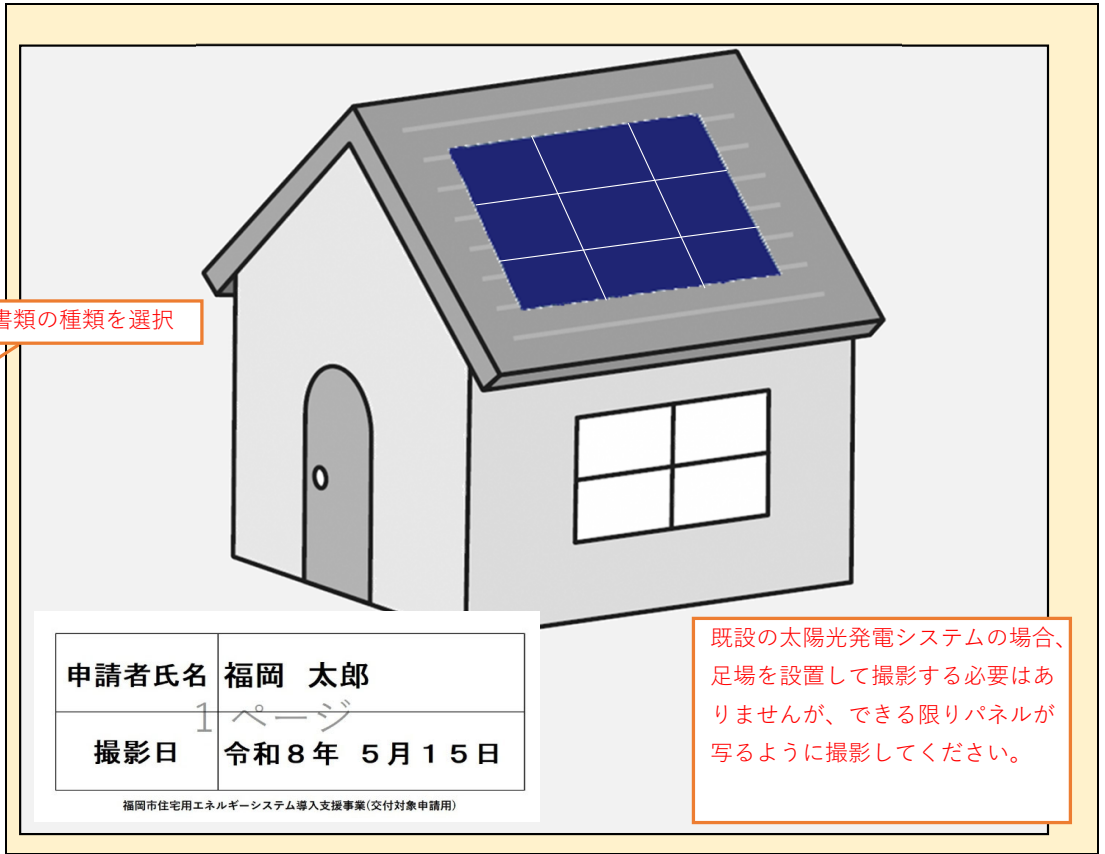 書類の種類を選択
申請者氏名 福岡 太郎
1 ページ
撮影日 令和8年 5月15日
福岡市住宅用エネルギーシステム導入支援事業(交付対象申請用)
既設の太陽光発電システムの場合、
足場を設置して撮影する必要はあ
りませんが、できる限りパネルが
写るように撮影してください。